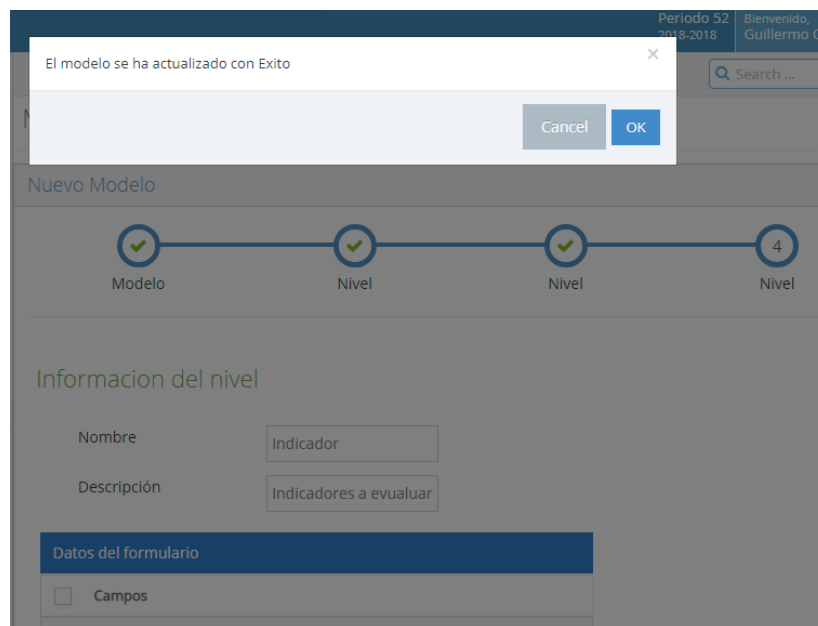 Periodo 52
2018-2018
Bienvenido,
Guillermo
El modelo se ha actualizado con Exito
×
Search ...
Cancel
OK
Nuevo Modelo
4
Modelo
Nivel
Nivel
Nivel
Informacion del nivel
Nombre
Indicador
Descripción
Indicadores a evualuar
Datos del formulario
Campos